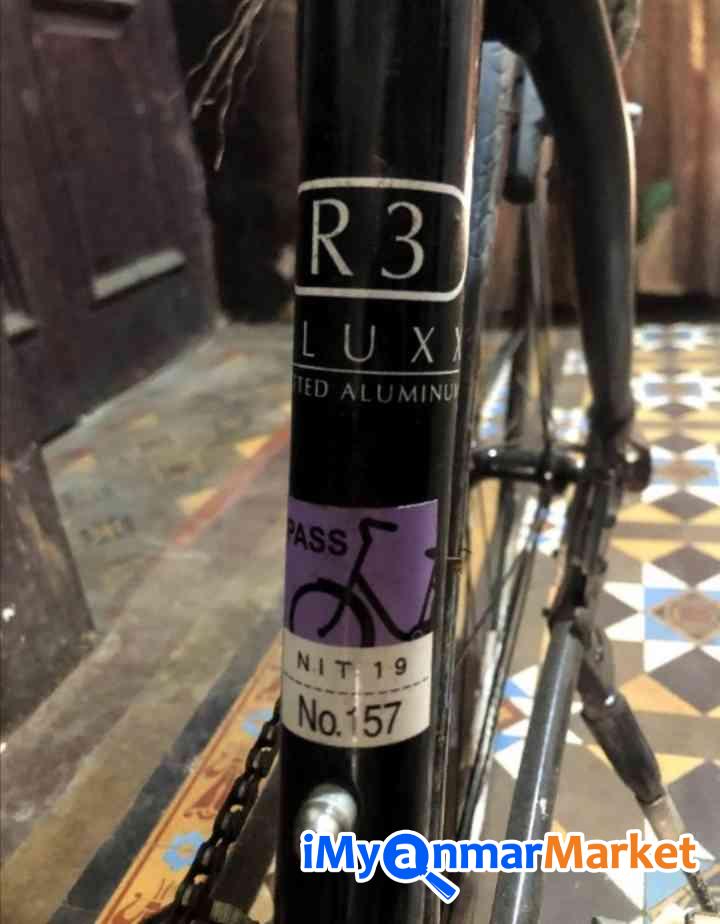 R3
LUXX
TED ALUMINU
PASS
NIT 19
No.157
iMyanmarMarket